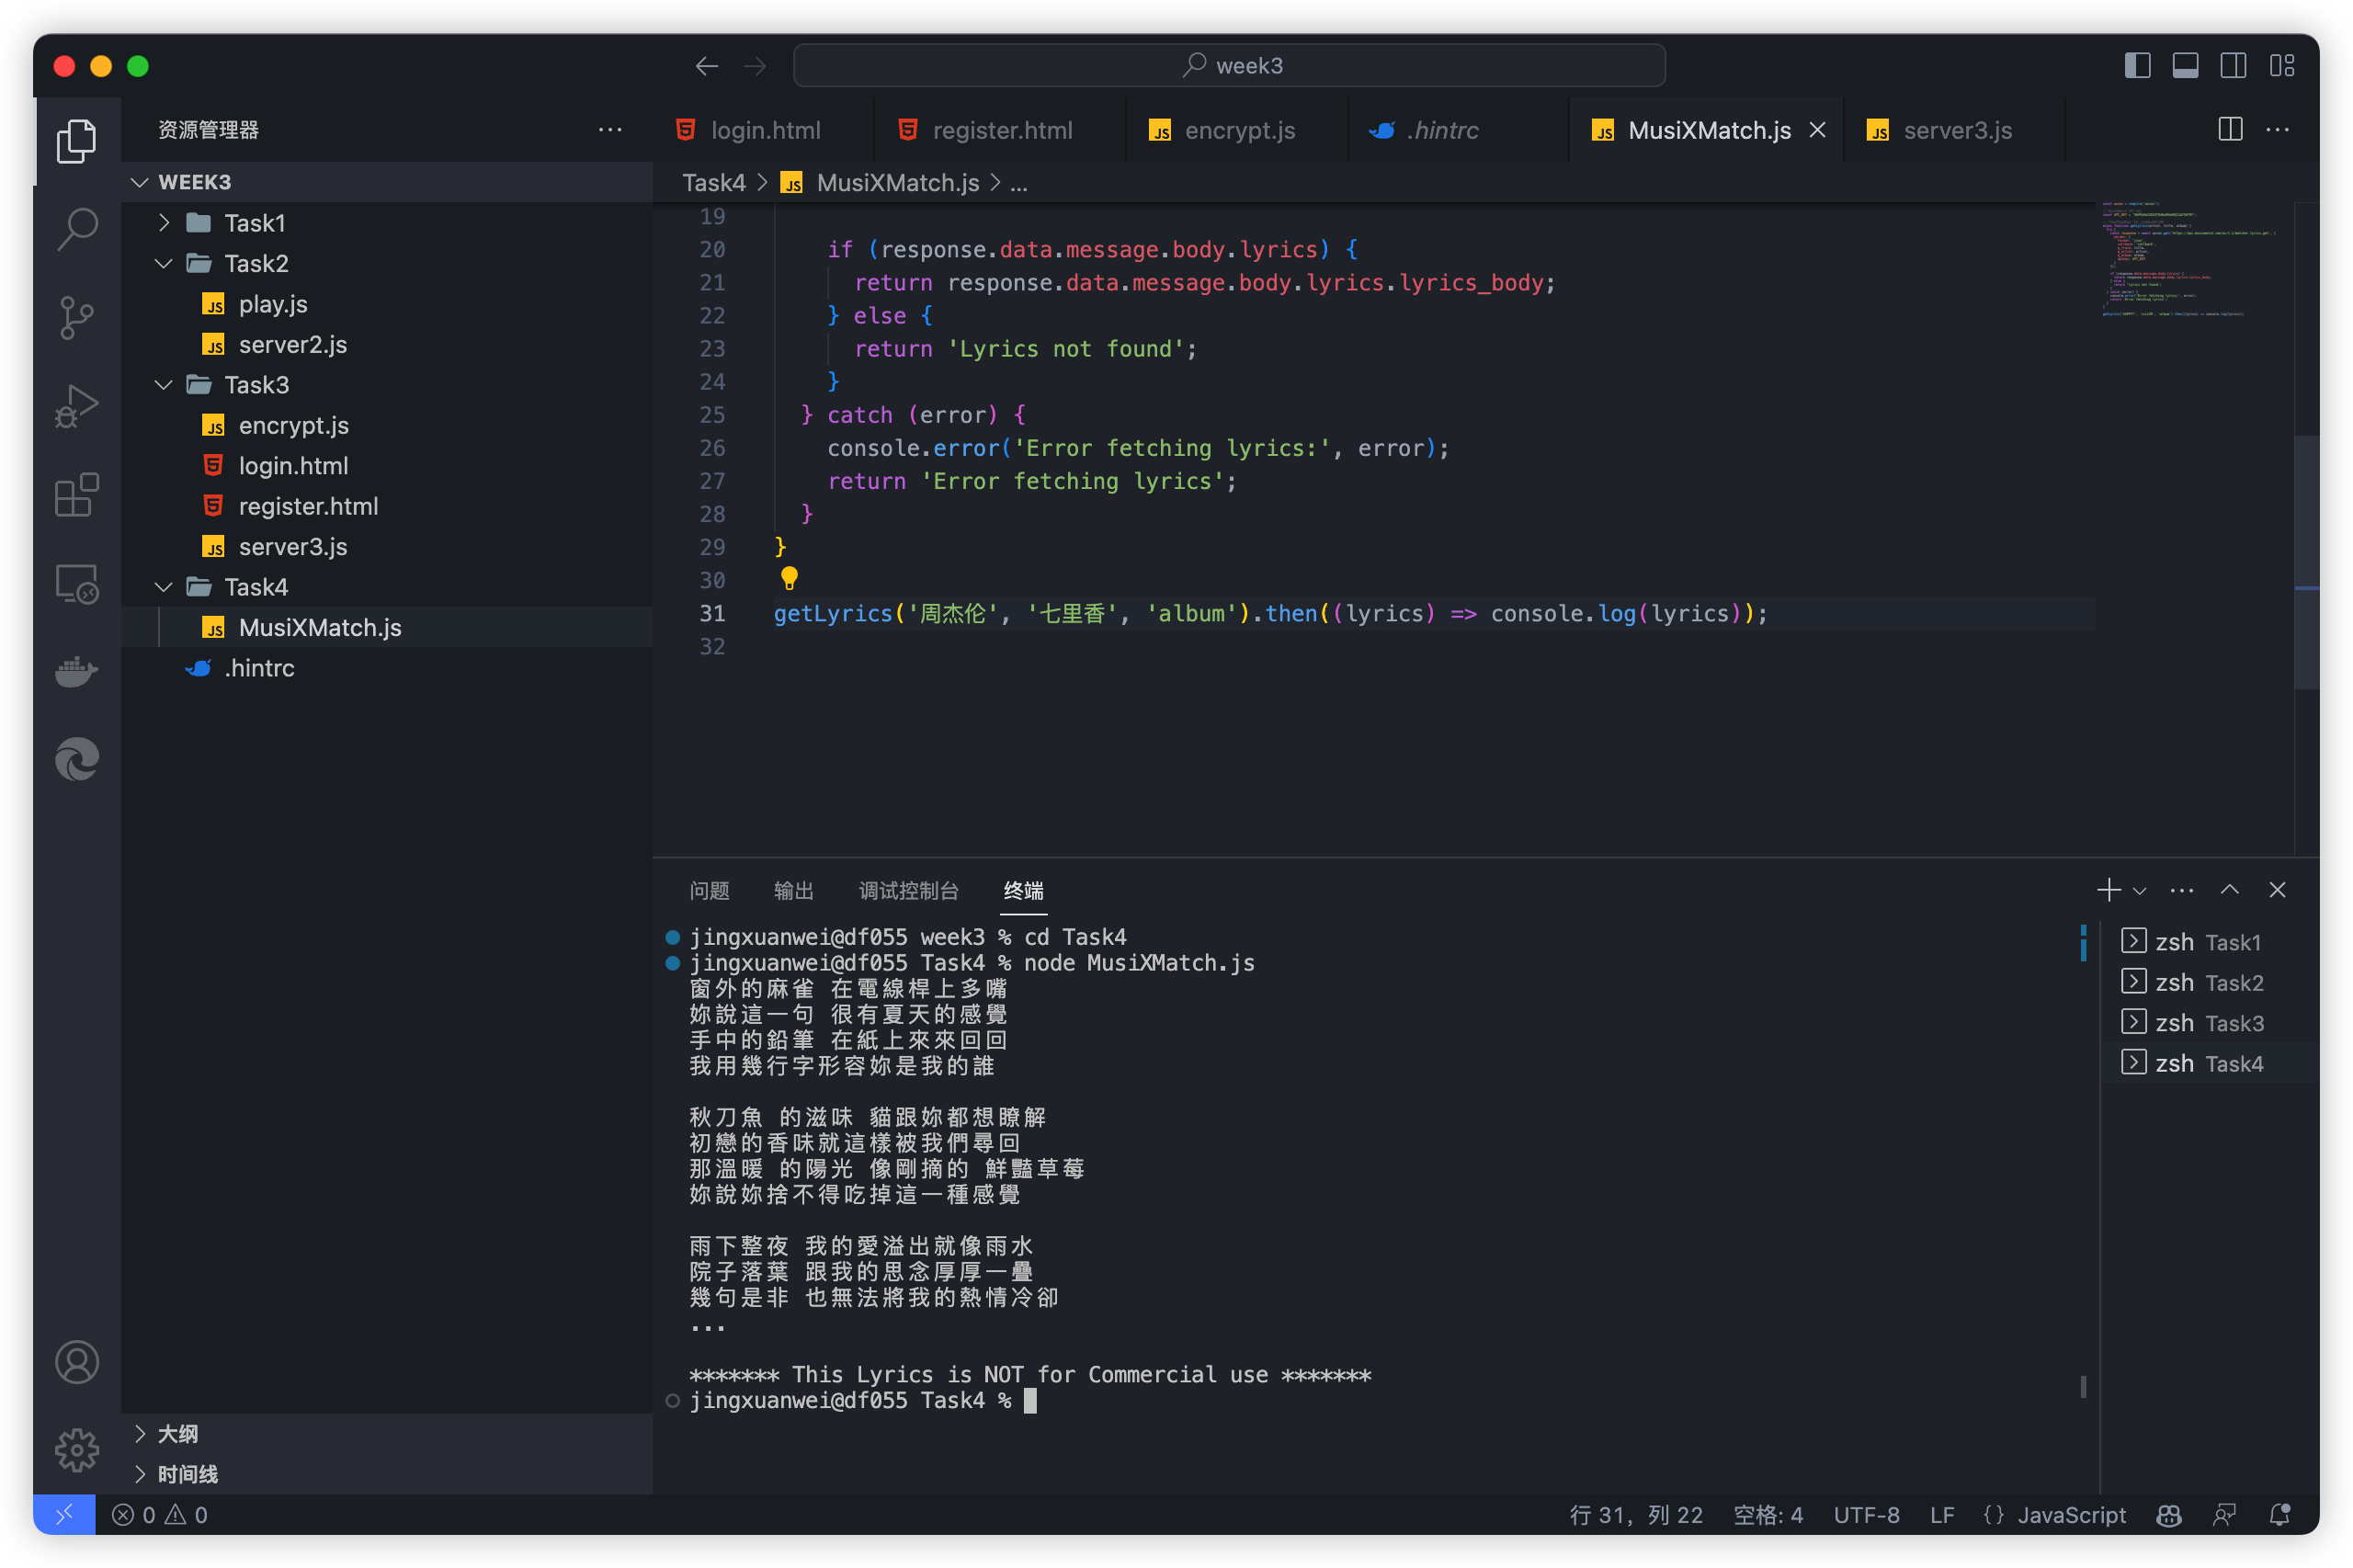 week3
资源管理器
login.html
register.html
encrypt.js
.hintrc
MusiXMatch.js
server3.js
WEEK3
Task4 > MusiXMatch.js > ...
Task1
Task2
play.js
server2.js
Task3
encrypt.js
login.html
register.html
server3.js
Task4
MusiXMatch.js
.hintrc
19
20 if (response.data.message.body.lyrics) {
21 return response.data.message.body.lyrics.lyrics_body;
22 } else {
23 return 'Lyrics not found';
24 }
25 } catch (error) {
26 console.error('Error fetching lyrics:', error);
27 return 'Error fetching lyrics';
28 }
29 }
30
31 getLyrics('周杰伦', '七里香', 'album').then((lyrics) => console.log(lyrics));
32
问题 输出 调试控制台 终端
jingxuanwei@df055 week3 % cd Task4
jingxuanwei@df055 Task4 % node MusiXMatch.js
窗外的麻雀 在電線桿上多嘴
妳說這一句 很有夏天的感覺
手中的鉛筆 在紙上來來回回
我用幾行字形容妳是我的誰
秋刀魚 的滋味 貓跟妳都想瞭解
初戀的香味就這樣被我們尋回
那溫暖 的陽光 像剛摘的 鮮豔草莓
妳說妳捨不得吃掉這一種感覺
雨下整夜 我的愛溢出就像雨水
院子落葉 跟我的思念厚厚一疊
幾句是非 也無法將我的熱情冷卻
...
******* This Lyrics is NOT for Commercial use *******
jingxuanwei@df055 Task4 %
zsh Task1
zsh Task2
zsh Task3
zsh Task4
大纲
时间线
0 0
行 31，列 22
空格: 4
UTF-8
LF
{} JavaScript